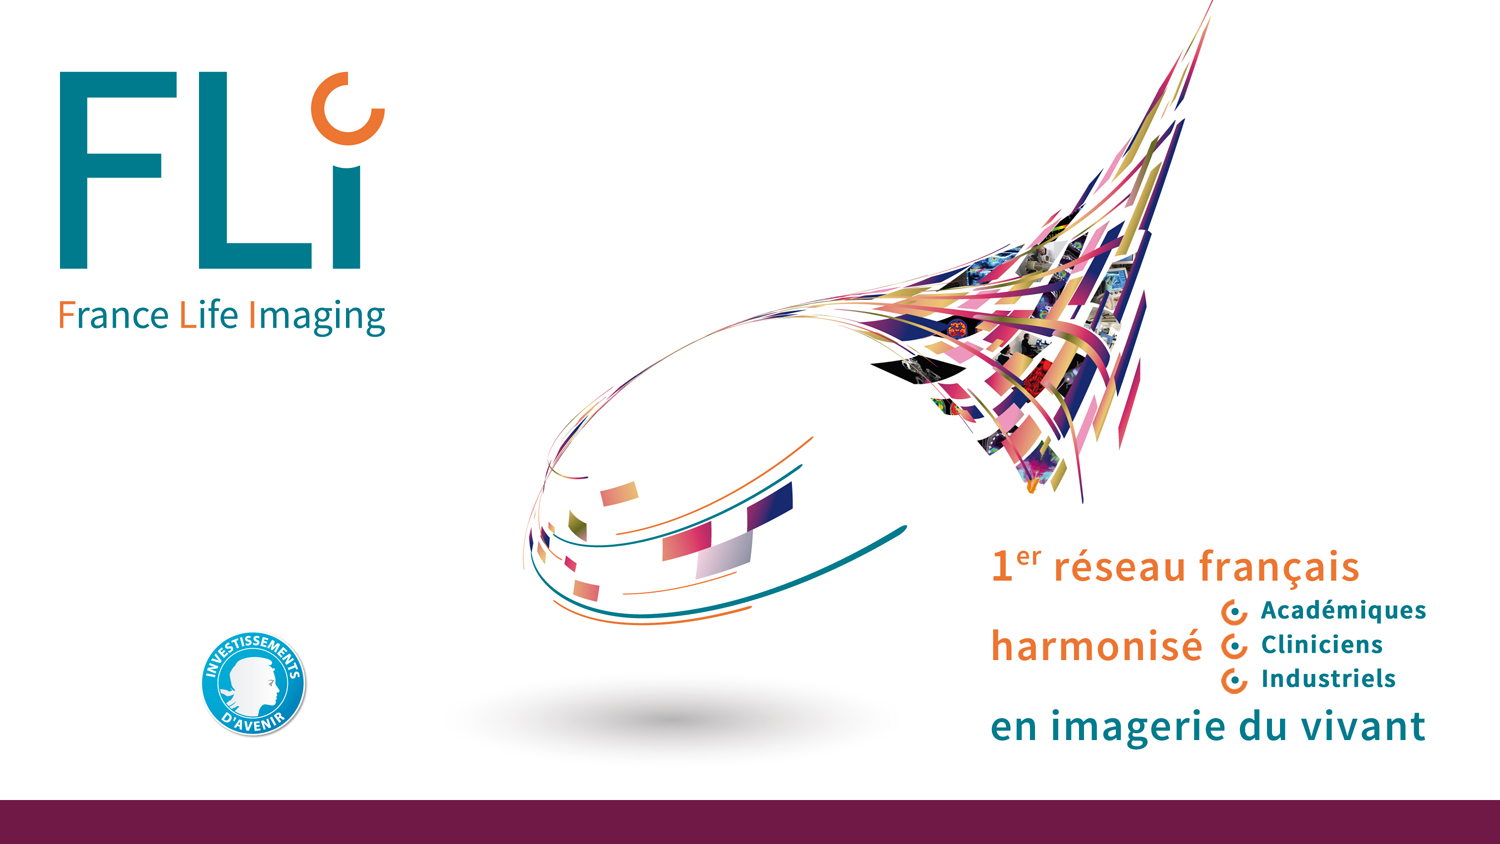 FLi
France Life Imaging
INVESTISSEMENTS
D'AVENIR
1er réseau français
harmonisé
Académiques
Cliniciens
Industriels
en imagerie du vivant